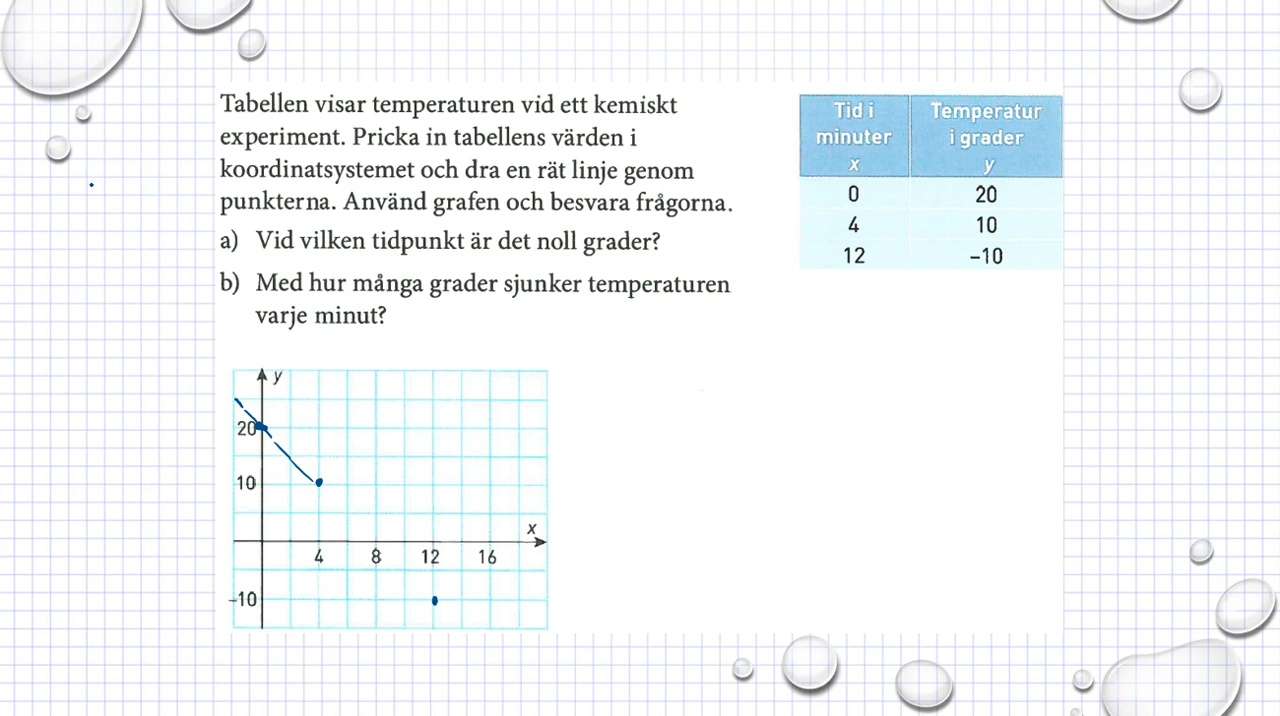 Tabellen visar temperaturen vid ett kemiskt
experiment. Pricka in tabellens värden i
koordinatsystemet och dra en rät linje genom
punkterna. Använd grafen och besvara frågorna.
a) Vid vilken tidpunkt är det noll grader?
b) Med hur många grader sjunker temperaturen
varje minut?
Tid i Temperatur
minuter i grader
x y
0 20
4 10
12 –10
y
20
10
x
4 8 12 16
–10